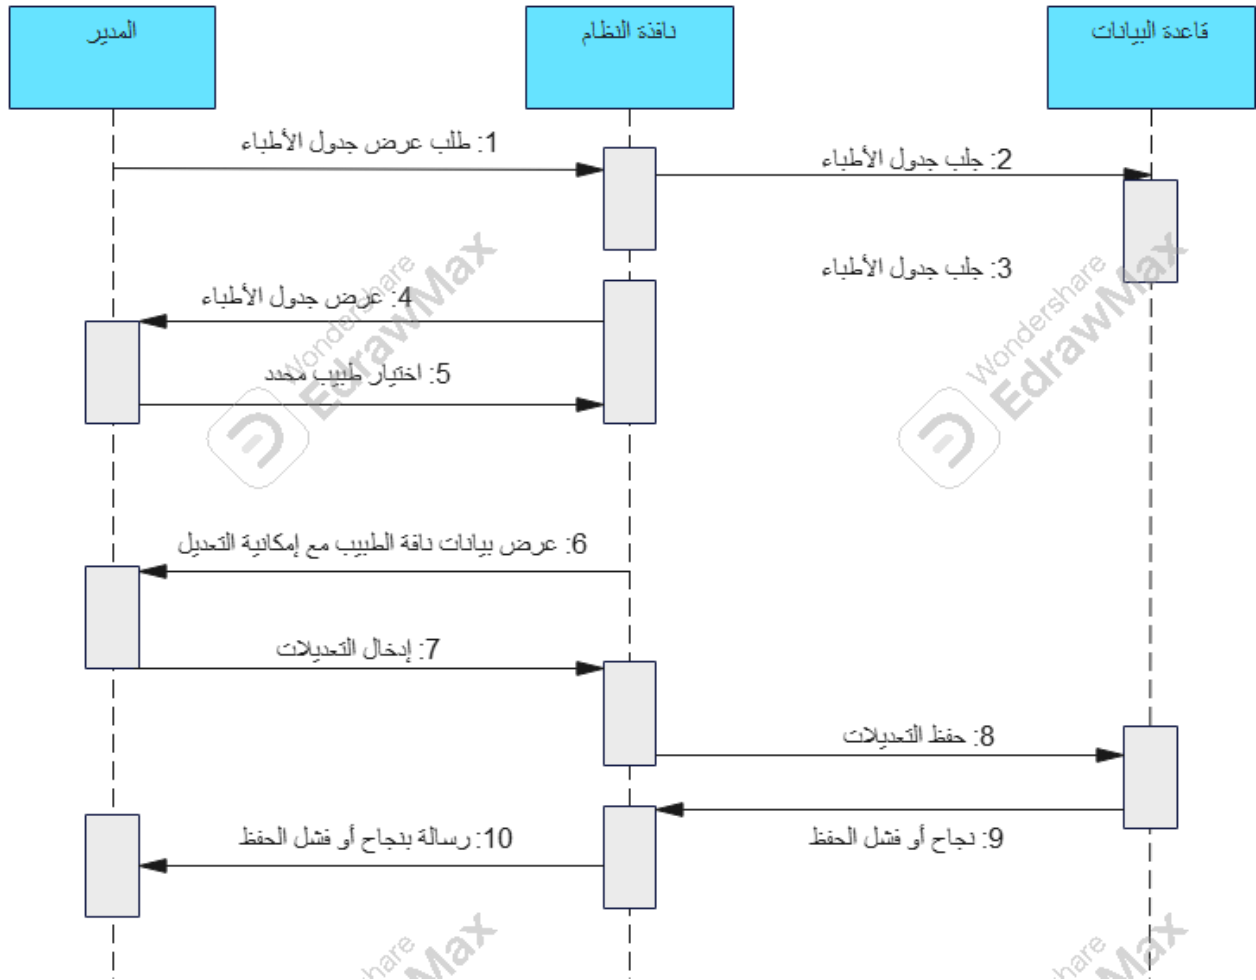 المدير
نافذة النظام
قاعدة البيانات
1: طلب عرض جدول الأطباء
2: جلب جدول الأطباء
3: جلب جدول الأطباء
4: عرض جدول الأطباء
5: اختيار طبيب محدد
6: عرض بيانات نافة الطبيب مع إمكانية التعديل
7: إدخال التعديلات
8: حفظ التعديلات
9: نجاح أو فشل الحفظ
10: رسالة بنجاح أو فشل الحفظ
Wondershare
EdrawMax
Wondershare
EdrawMax